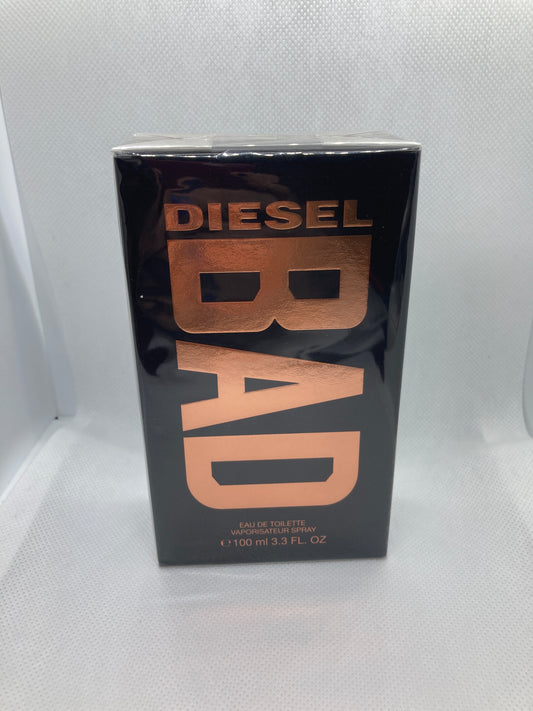 DIESEL
BAD
EAU DE TOILETTE
VAPORISATEUR SPRAY
℮ 100 ml 3.3 FL. OZ